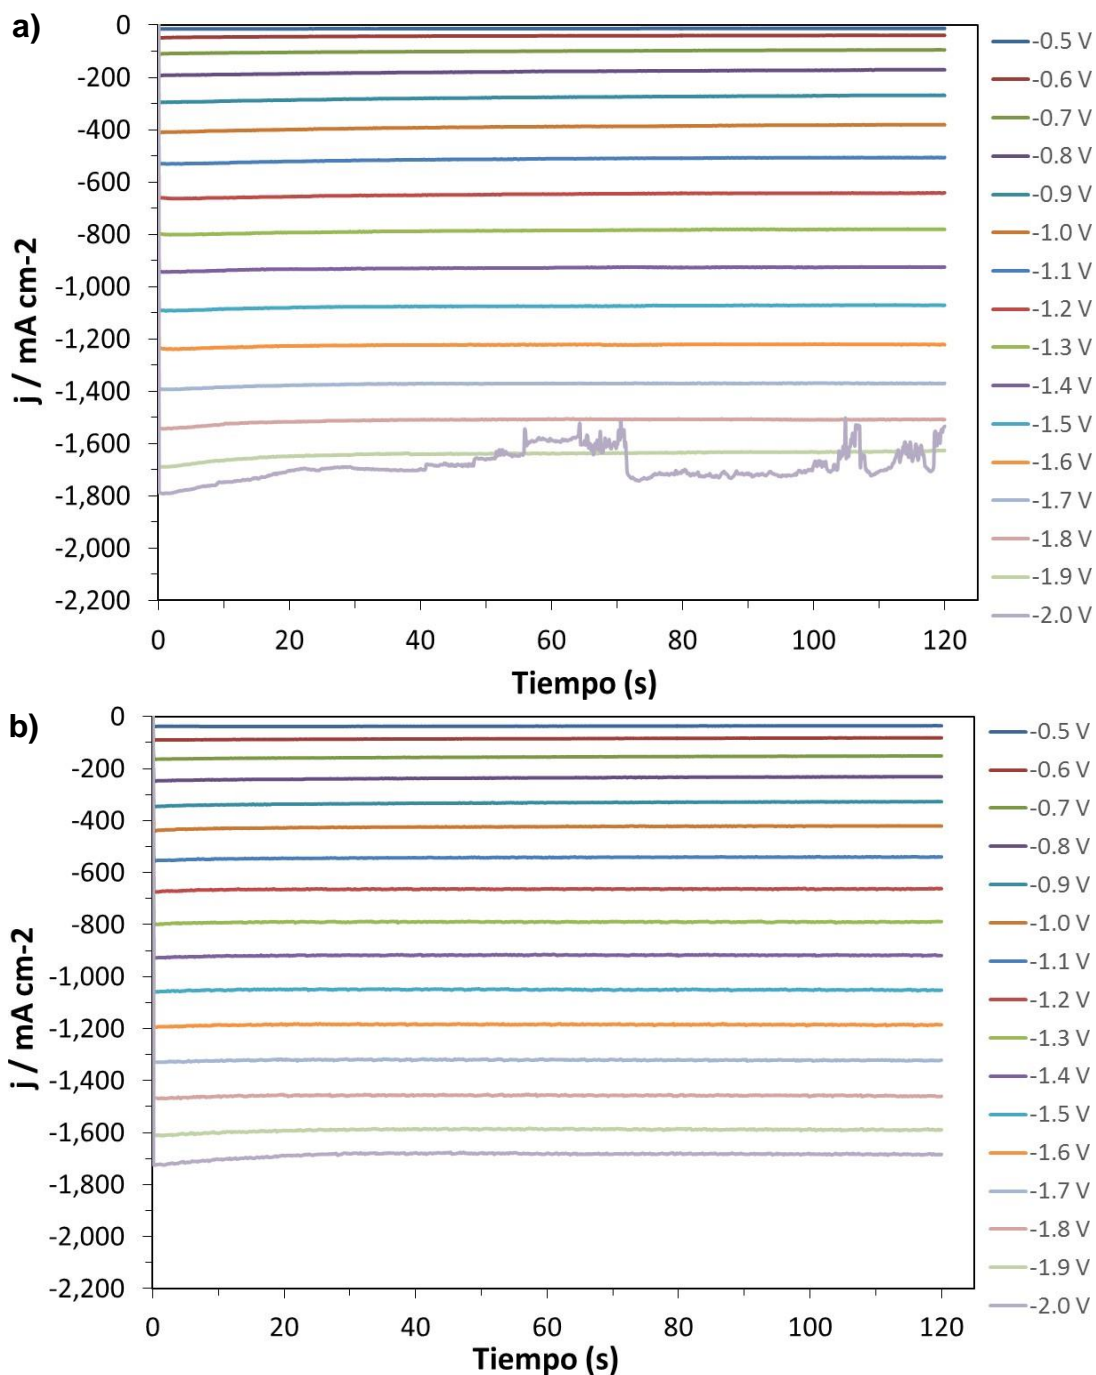 a)
0
-200
-400
-600
-800
-1,000
-1,200
-1,400
-1,600
-1,800
-2,000
-2,200
j / mA cm-2
0 20 40 60 80 100 120
Tiempo (s)
-0.5 V
-0.6 V
-0.7 V
-0.8 V
-0.9 V
-1.0 V
-1.1 V
-1.2 V
-1.3 V
-1.4 V
-1.5 V
-1.6 V
-1.7 V
-1.8 V
-1.9 V
-2.0 V
b)
0
-200
-400
-600
-800
-1,000
-1,200
-1,400
-1,600
-1,800
-2,000
-2,200
j / mA cm-2
0 20 40 60 80 100 120
Tiempo (s)
-0.5 V
-0.6 V
-0.7 V
-0.8 V
-0.9 V
-1.0 V
-1.1 V
-1.2 V
-1.3 V
-1.4 V
-1.5 V
-1.6 V
-1.7 V
-1.8 V
-1.9 V
-2.0 V